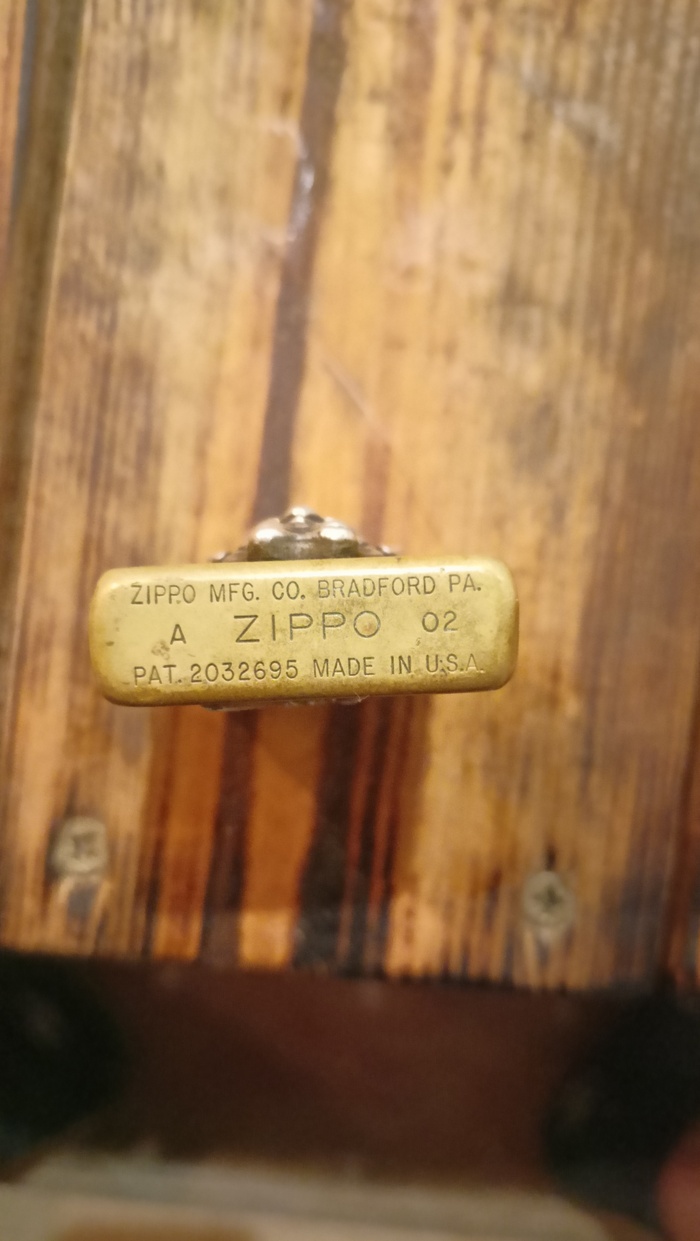 ZIPPO MFG. CO. BRADFORD PA.
A ZIPPO 02
PAT. 2032695 MADE IN U.S.A.